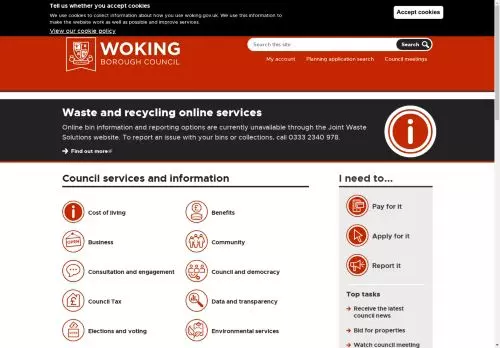 Tell us whether you accept cookies
We use cookies to collect information about how you use woking.gov.uk. We use this information to make the website work as well as possible and improve services.
View our cookie policy
Accept cookies
WOKING
BOROUGH COUNCIL
Search this site
Search
My account
Planning application search
Council meetings
Waste and recycling online services
Online bin information and reporting options are currently unavailable through the Joint Waste
Solutions website. To report an issue with your bins or collections, call 0333 2340 978.
Find out more
Council services and information
Cost of living
Benefits
Business
Community
Consultation and engagement
Council and democracy
Council Tax
Data and transparency
Elections and voting
Environmental services
I need to...
Pay for it
Apply for it
Report it
Top tasks
Receive the latest
council news
Bid for properties
Watch council meeting